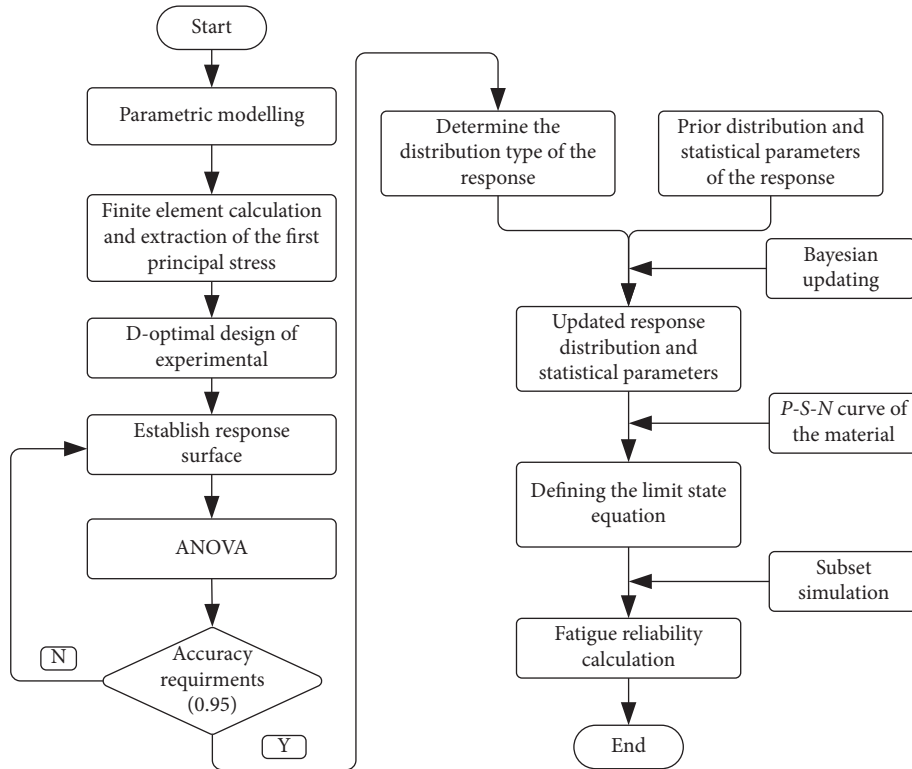 Start
Parametric modelling
Finite element calculation
and extraction of the first
principal stress
D-optimal design of
experimental
Establish response
surface
ANOVA
N
Accuracy
requirments
(0.95)
Y
Determine the
distribution type of the
response
Prior distribution and
statistical parameters
of the response
Bayesian
updating
Updated response
distribution and
statistical parameters
P-S-N curve of
the material
Defining the limit state
equation
Subset
simulation
Fatigue reliability
calculation
End